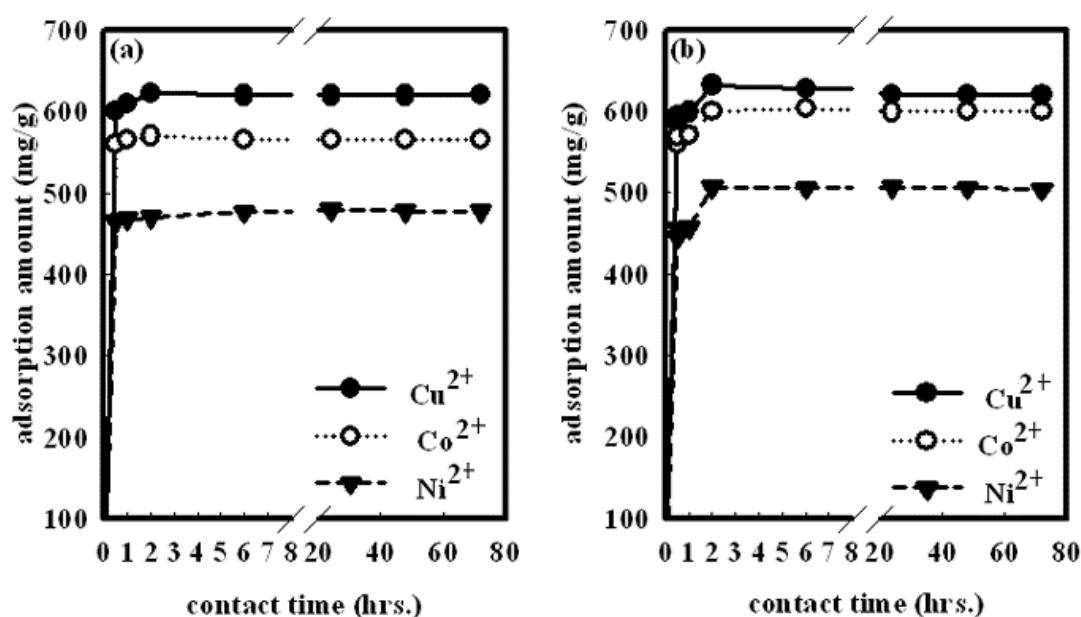 700
(a)
600
500
400
300
200
100
adsorption amount (mg/g)
Cu2+
Co2+
Ni2+
0 1 2 3 4 5 6 7 8 20 40 60 80
contact time (hrs.)
700
(b)
600
500
400
300
200
100
adsorption amount (mg/g)
Cu2+
Co2+
Ni2+
0 1 2 3 4 5 6 7 8 20 40 60 80
contact time (hrs.)